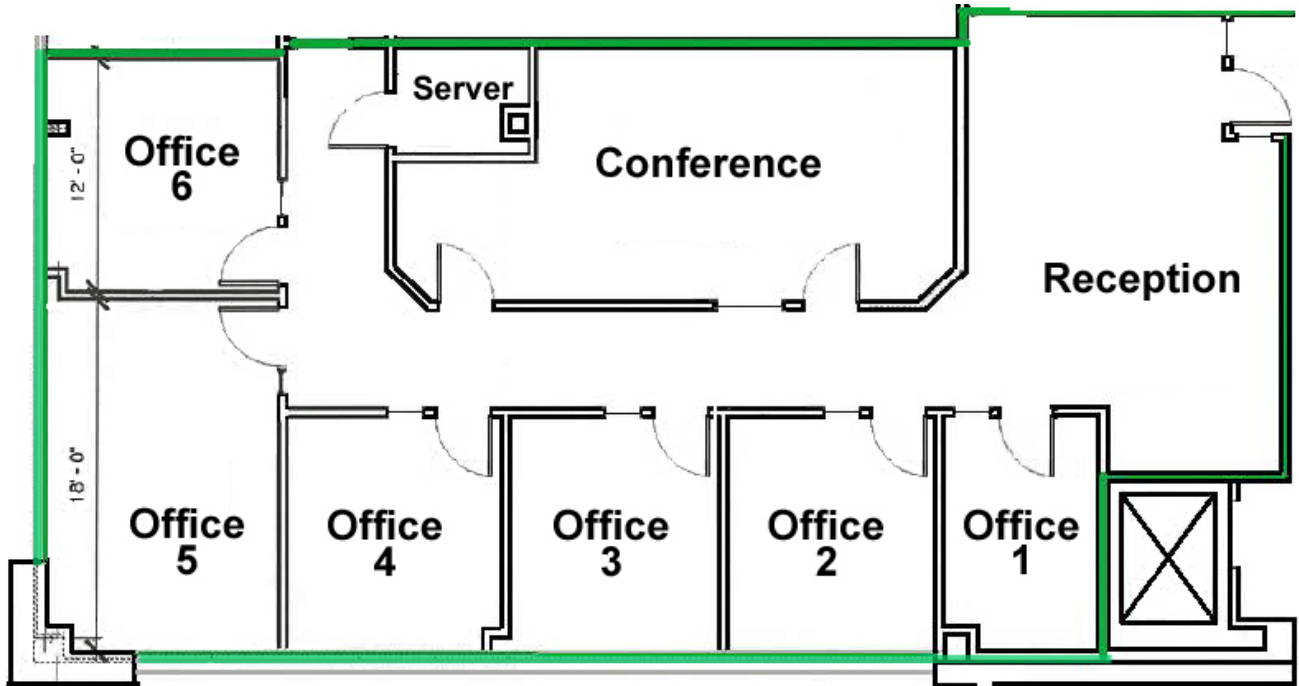 Server
Office
6
Conference
12' - 0"
Reception
18' - 0"
Office
5
Office
4
Office
3
Office
2
Office
1